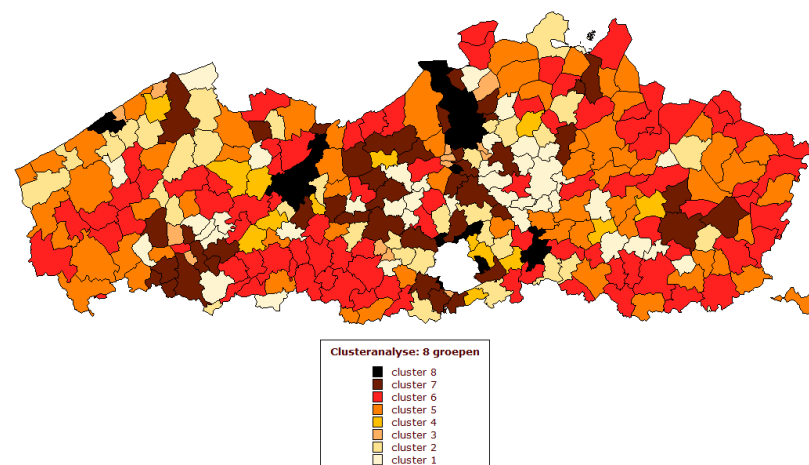 Clusteranalyse: 8 groepen
cluster 8
cluster 7
cluster 6
cluster 5
cluster 4
cluster 3
cluster 2
cluster 1